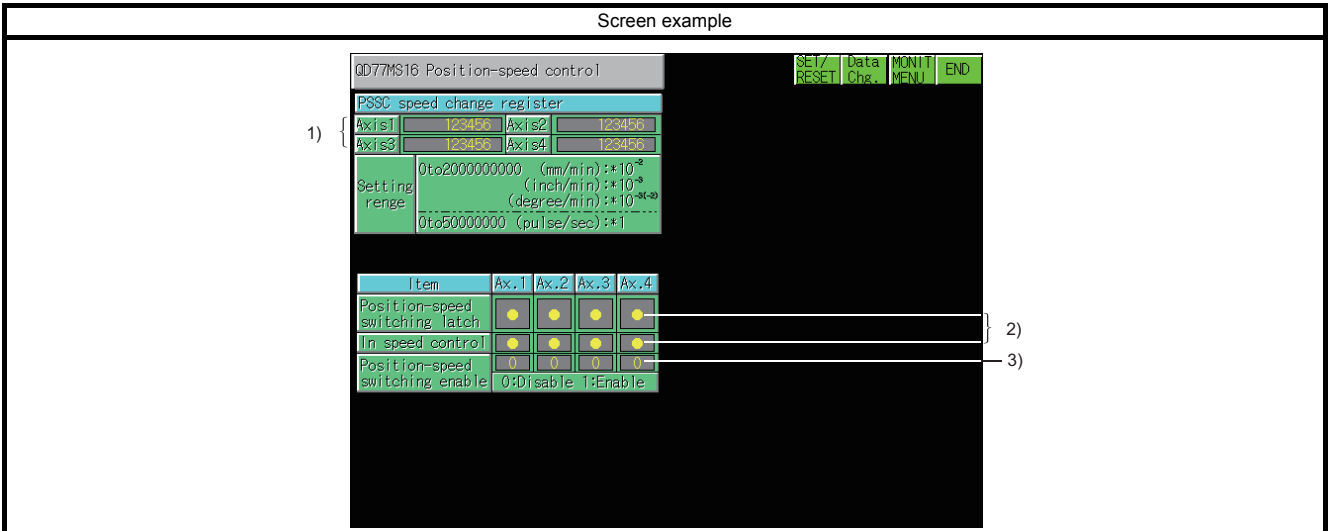 Screen example
QD77MS16 Position-speed control
SET/ RESET Data Chg. MONIT MENU END
PSSC speed change register
1) Axis1 123456 Axis2 123456
Axis3 123456 Axis4 123456
Setting renge
0to2000000000 (mm/min):*10⁻²
(inch/min):*10⁻³
(degree/min):*10⁻³⁽⁻²⁾
0to50000000 (pulse/sec):*1
Item Ax.1 Ax.2 Ax.3 Ax.4
Position-speed switching latch
2)
In speed control
Position-speed switching enable 0 0 0 0
3)
0:Disable 1:Enable